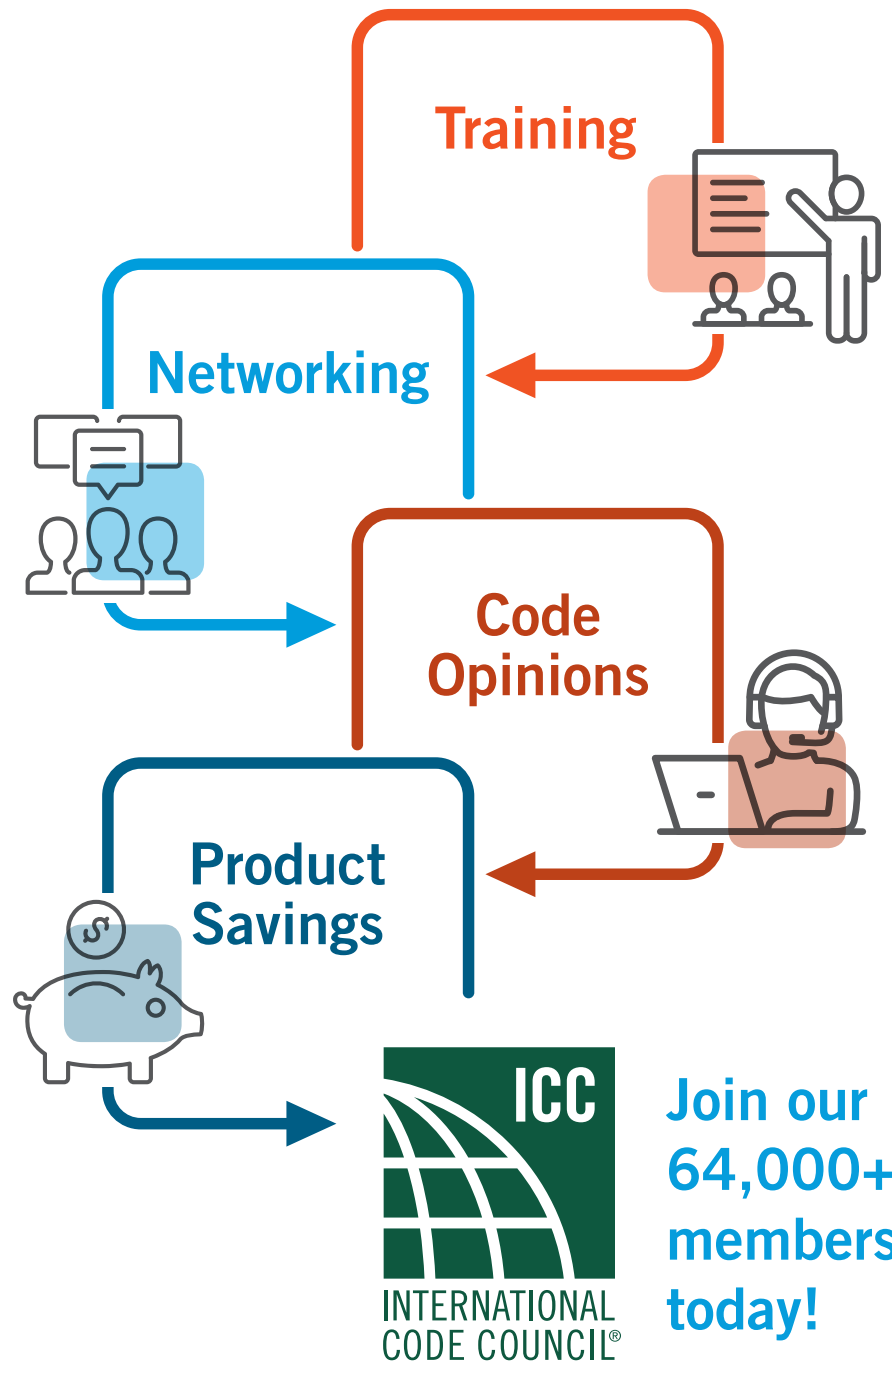 Training
Networking
Code
Opinions
Product
Savings
$
ICC
INTERNATIONAL
CODE COUNCIL®
Join our
64,000+
members
today!